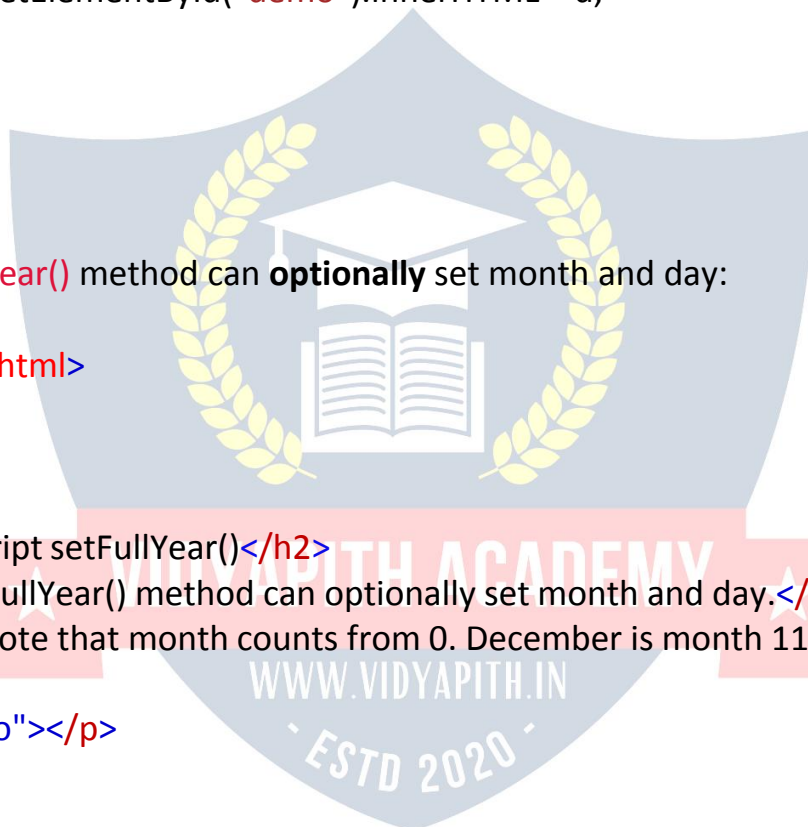 ear() method can optionally set month and day:
html>
ript setFullYear()</h2>
ullYear() method can optionally set month and day.</
ote that month counts from 0. December is month 11
o"></p>
VIDYAPITH ACADEMY
WWW.VIDYAPITH.IN
- ESTD 2020 -